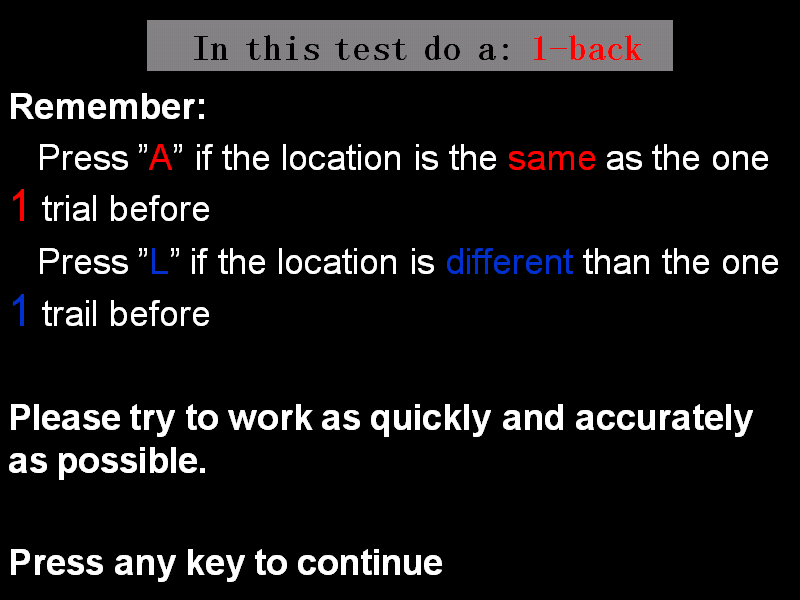 In this test do a: 1-back
Remember:
Press ”A” if the location is the same as the one
1 trial before
Press ”L” if the location is different than the one
1 trail before
Please try to work as quickly and accurately
as possible.
Press any key to continue